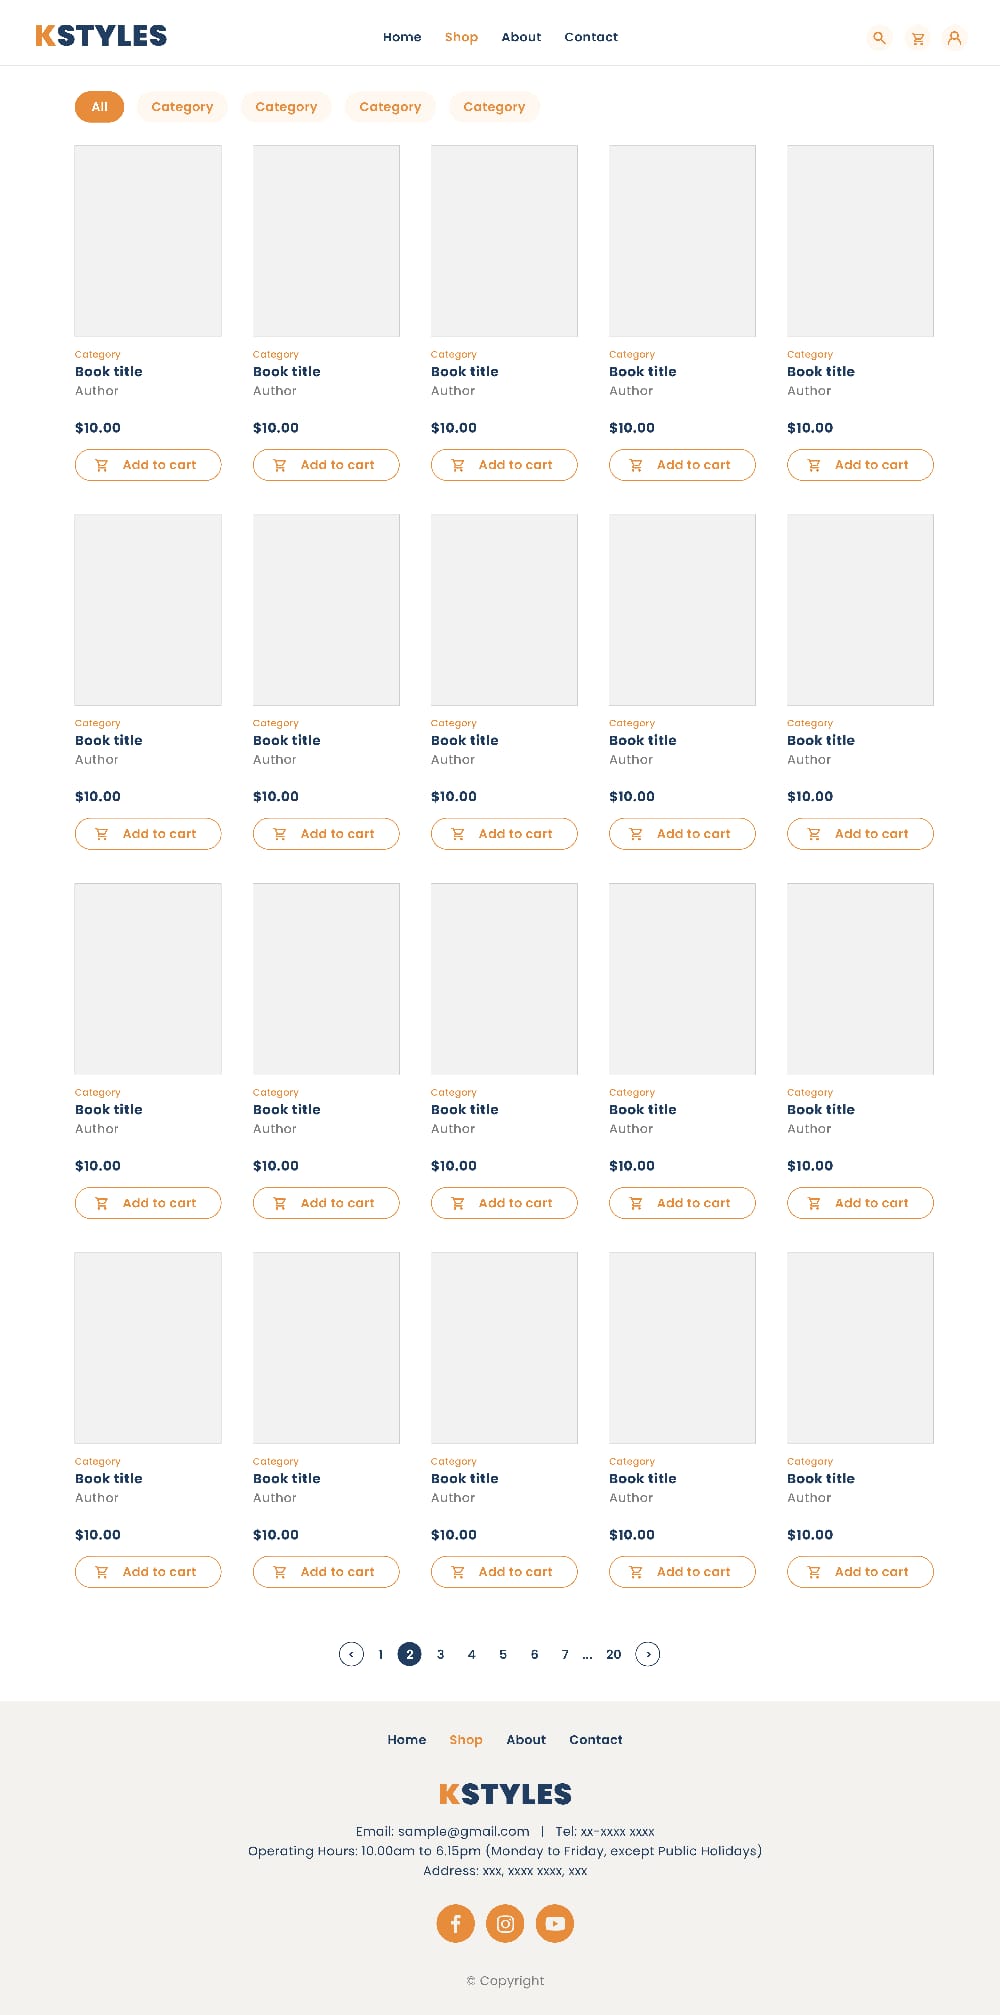 KSTYLES Home Shop About Contact
All Category Category Category Category
Category Category Category Category Category
Book title Book title Book title Book title Book title
Author Author Author Author Author
$10.00 $10.00 $10.00 $10.00 $10.00
Add to cart Add to cart Add to cart Add to cart Add to cart
Category Category Category Category Category
Book title Book title Book title Book title Book title
Author Author Author Author Author
$10.00 $10.00 $10.00 $10.00 $10.00
Add to cart Add to cart Add to cart Add to cart Add to cart
Category Category Category Category Category
Book title Book title Book title Book title Book title
Author Author Author Author Author
$10.00 $10.00 $10.00 $10.00 $10.00
Add to cart Add to cart Add to cart Add to cart Add to cart
Category Category Category Category Category
Book title Book title Book title Book title Book title
Author Author Author Author Author
$10.00 $10.00 $10.00 $10.00 $10.00
Add to cart Add to cart Add to cart Add to cart Add to cart
< 1 2 3 4 5 6 7 ... 20 >
Home Shop About Contact
KSTYLES
Email: sample@gmail.com | Tel: xx-xxxx xxxx
Operating Hours: 10.00am to 6.15pm (Monday to Friday, except Public Holidays)
Address: xxx, xxxx xxxx, xxx
© Copyright